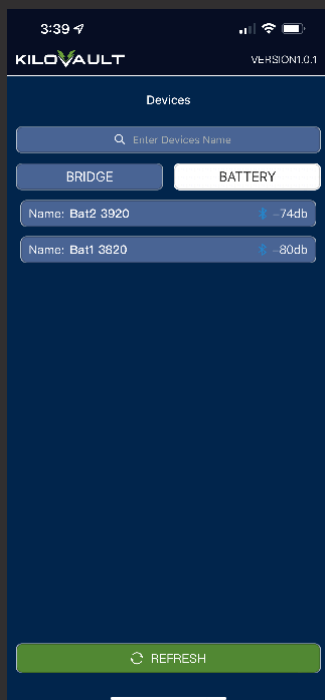 3:39
KILOVAULT
VERSION1.0.1
Devices
Enter Devices Name
BRIDGE
BATTERY
Name: Bat2 3920 -74db
Name: Bat1 3820 -80db
REFRESH